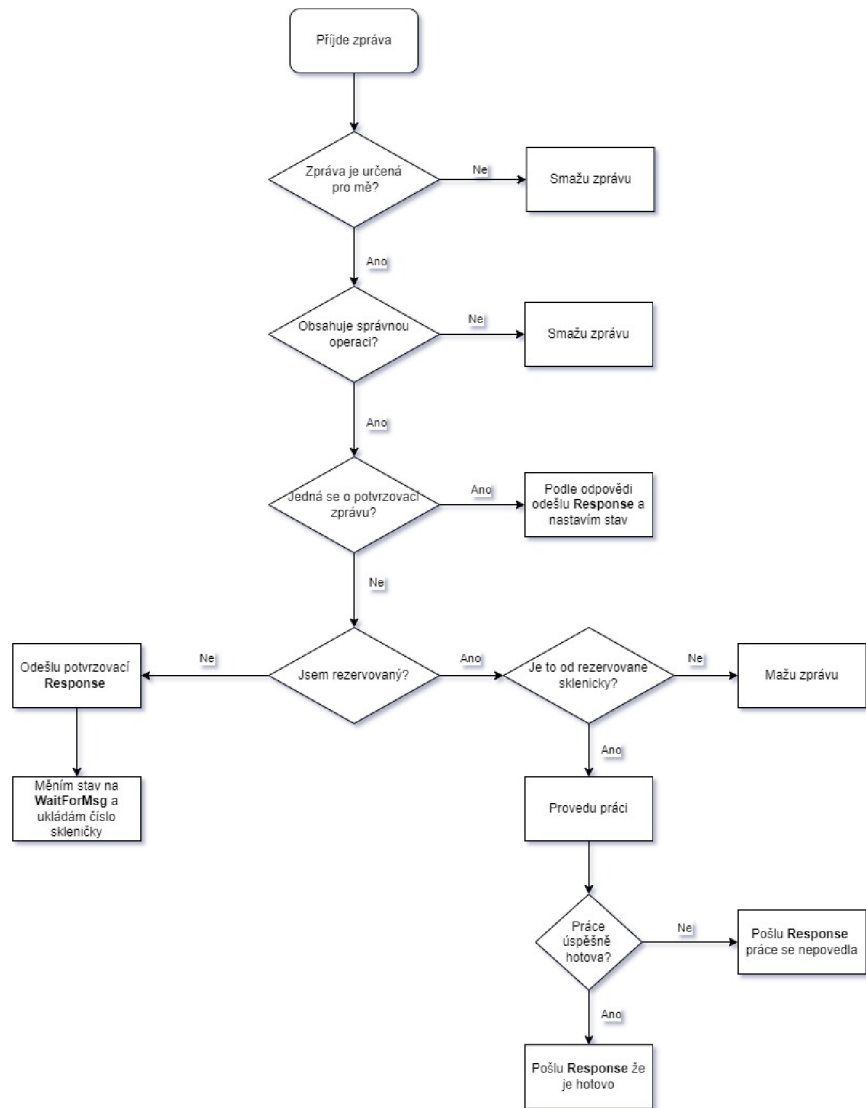 Příjde zpráva
Zpráva je určená
pro mě?
Ne
Smažu zprávu
Ano
Obsahuje správnou
operaci?
Ne
Smažu zprávu
Ano
Jedná se o potvrzovací
zprávu?
Ano
Podle odpovědi
odešlu Response a
nastavím stav
Ne
Jsem rezervovaný?
Ne
Odešlu potvrzovací
Response
Měním stav na
WaitForMsg a
ukládám číslo
skleničky
Ano
Je to od rezervovane
sklenicky?
Ne
Mažu zprávu
Ano
Provedu práci
Práce
úspěšně
hotova?
Ne
Pošlu Response
práce se nepovedla
Ano
Pošlu Response že
je hotovo